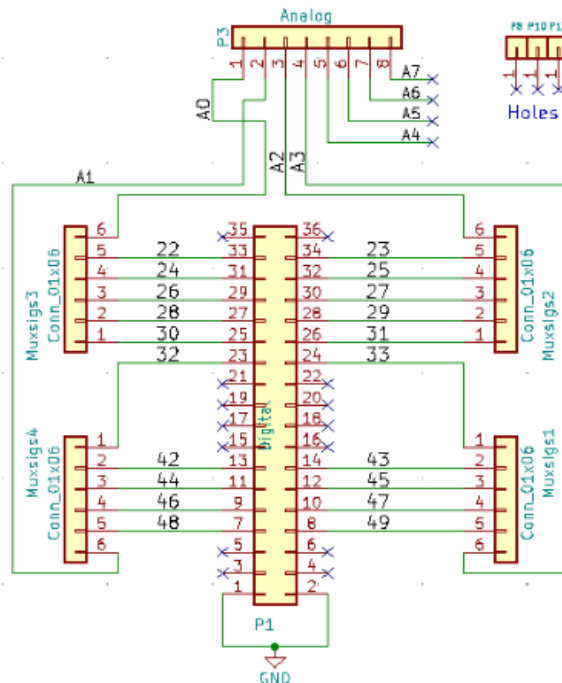 Analog
P3
1 2 3 4 5 6 7 8
P9 P10
1 1 1
Holes
A7
A6
A5
A4
A0
A2
A3
A1
6 35 36 6
5 22 33 34 23 5
4 24 31 32 25 4
3 26 29 30 27 3
2 28 27 28 29 2
1 30 25 26 31 1
32 23 24 33
Muxsigs3
Conn_01x06
Conn_01x06
Muxsigs2
21 22
19 20
17 18
Digital
1 15 16 1
2 42 13 14 43 2
3 44 11 12 45 3
4 46 9 10 47 4
5 48 7 8 49 5
6 5 6 6
3 4
1 2
Muxsigs4
Conn_01x06
Conn_01x06
Muxsigs1
P1
GND